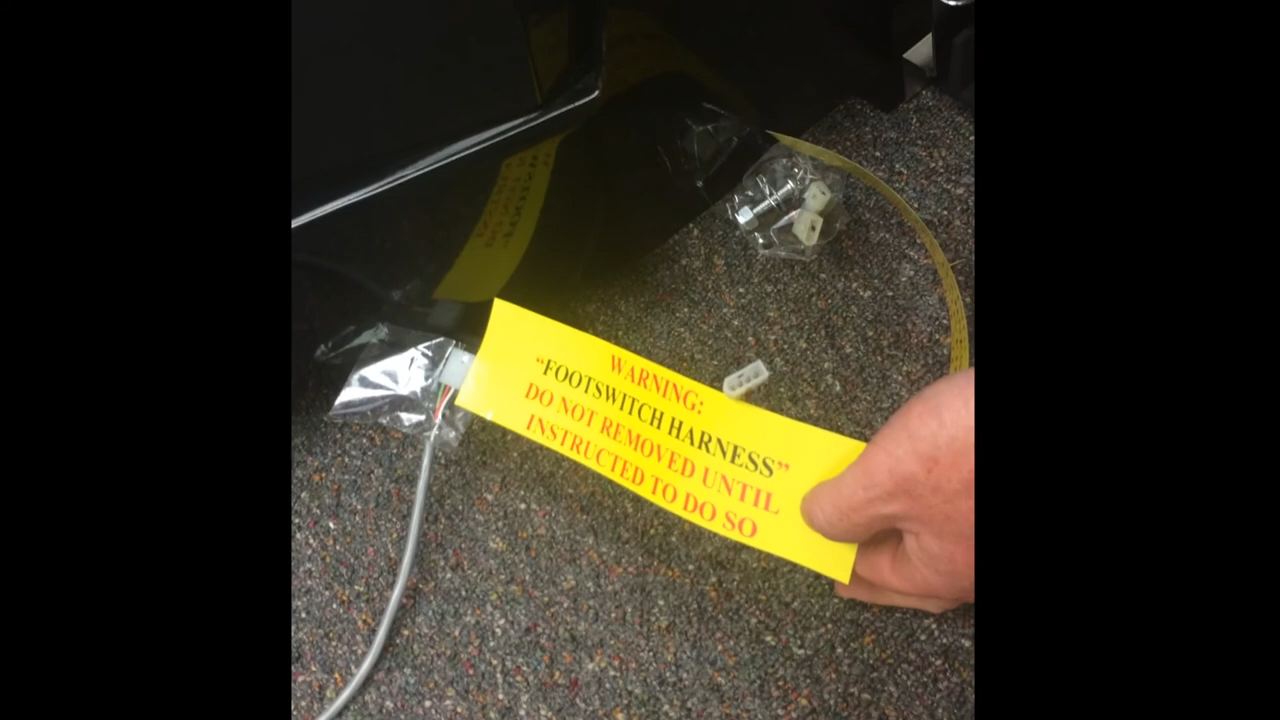 WARNING:
“FOOTSWITCH HARNESS”
DO NOT REMOVED UNTIL
INSTRUCTED TO DO SO